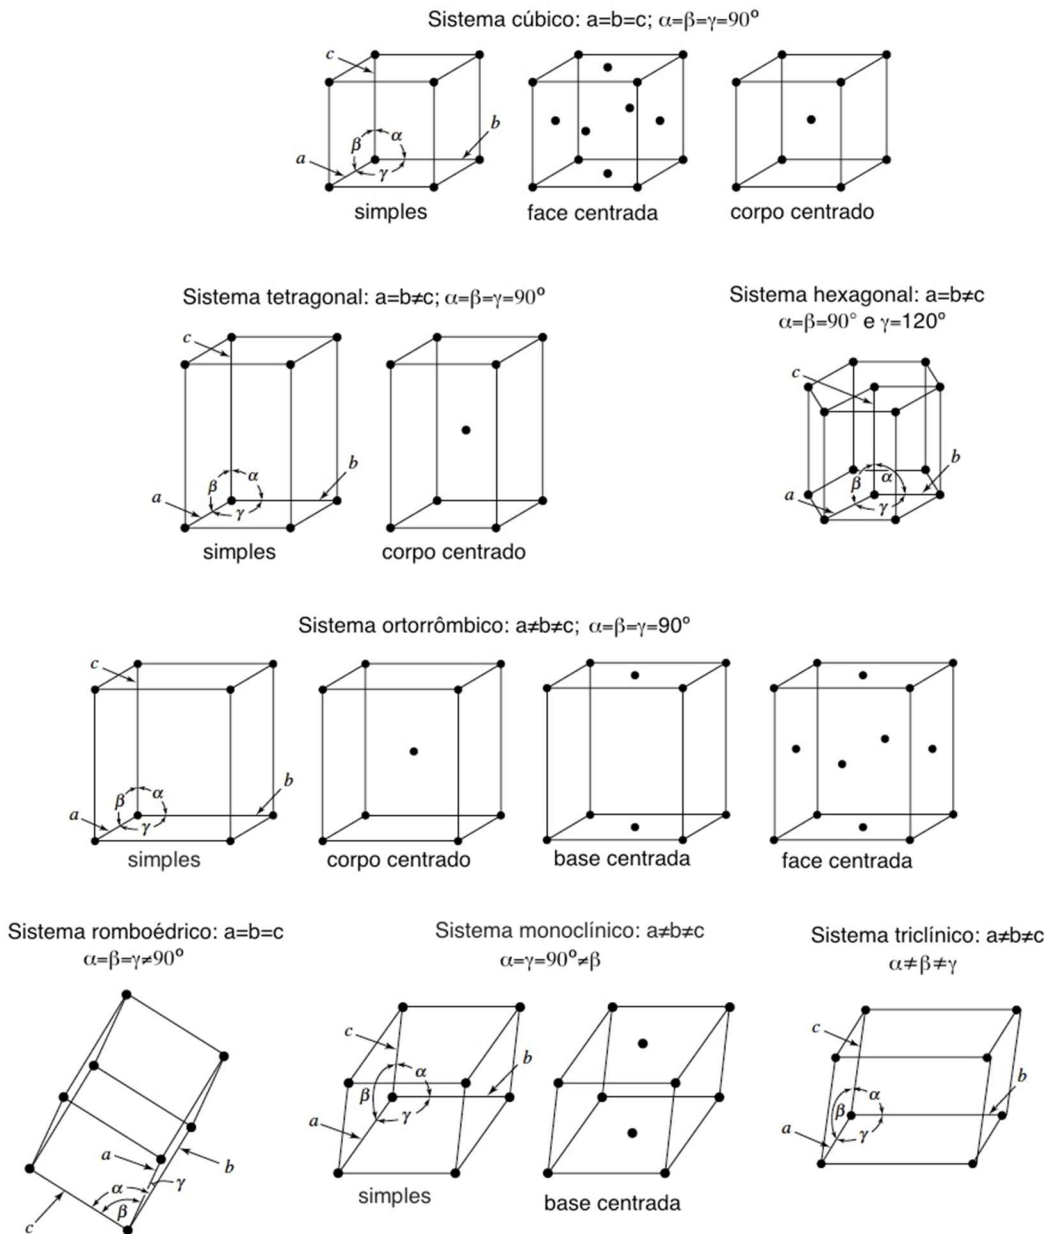 Sistema cúbico: a=b=c; α=β=γ=90º
c
β α b
a γ
simples face centrada corpo centrado
Sistema tetragonal: a=b≠c; α=β=γ=90º
Sistema hexagonal: a=b≠c
α=β=90° e γ=120º
c
β α b
a γ
simples corpo centrado
c
β α b
a γ
Sistema ortorrômbico: a≠b≠c; α=β=γ=90º
c
β α b
a γ
simples corpo centrado base centrada face centrada
Sistema romboédrico: a=b=c
α=β=γ≠90º
Sistema monoclínico: a≠b≠c
α=γ=90º≠β
Sistema triclínico: a≠b≠c
α≠β≠γ
a b
α γ
β
c
c
α b
β
a γ
simples base centrada
c
b
β α
a γ